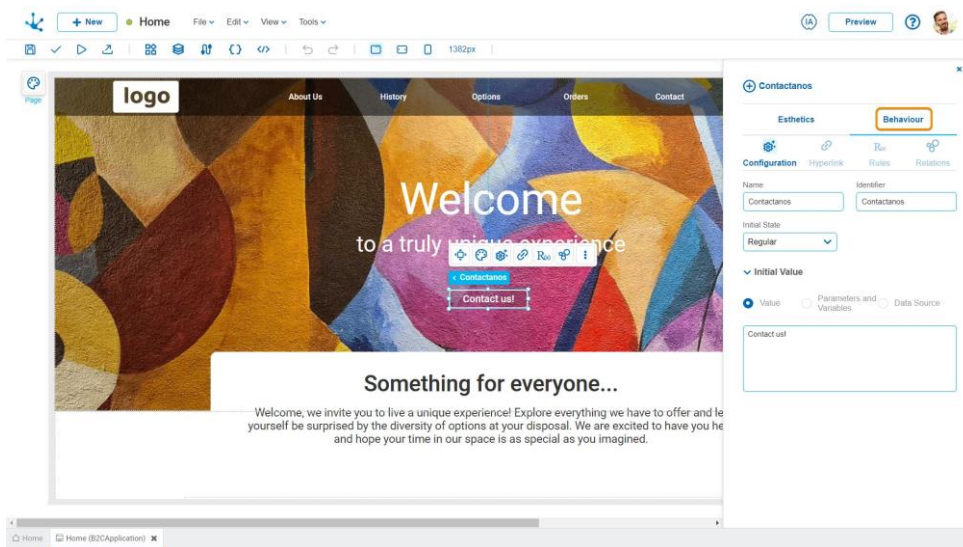 + New
Home
File
Edit
View
Tools
IA
Preview
?
1382px
Page
logo
About Us
History
Options
Orders
Contact
Welcome
to a truly unique experience
< Contactanos
Contact us!
Something for everyone...
Welcome, we invite you to live a unique experience! Explore everything we have to offer and le
yourself be surprised by the diversity of options at your disposal. We are excited to have you he
and hope your time in our space is as special as you imagined.
Contactanos
Esthetics
Behaviour
Configuration
Hyperlink
Rules
Relations
Name
Identifier
Contactanos
Contactanos
Initial State
Regular
Initial Value
Value
Parameters and
Variables
Data Source
Contact us!
Home
Home (B2CApplication)